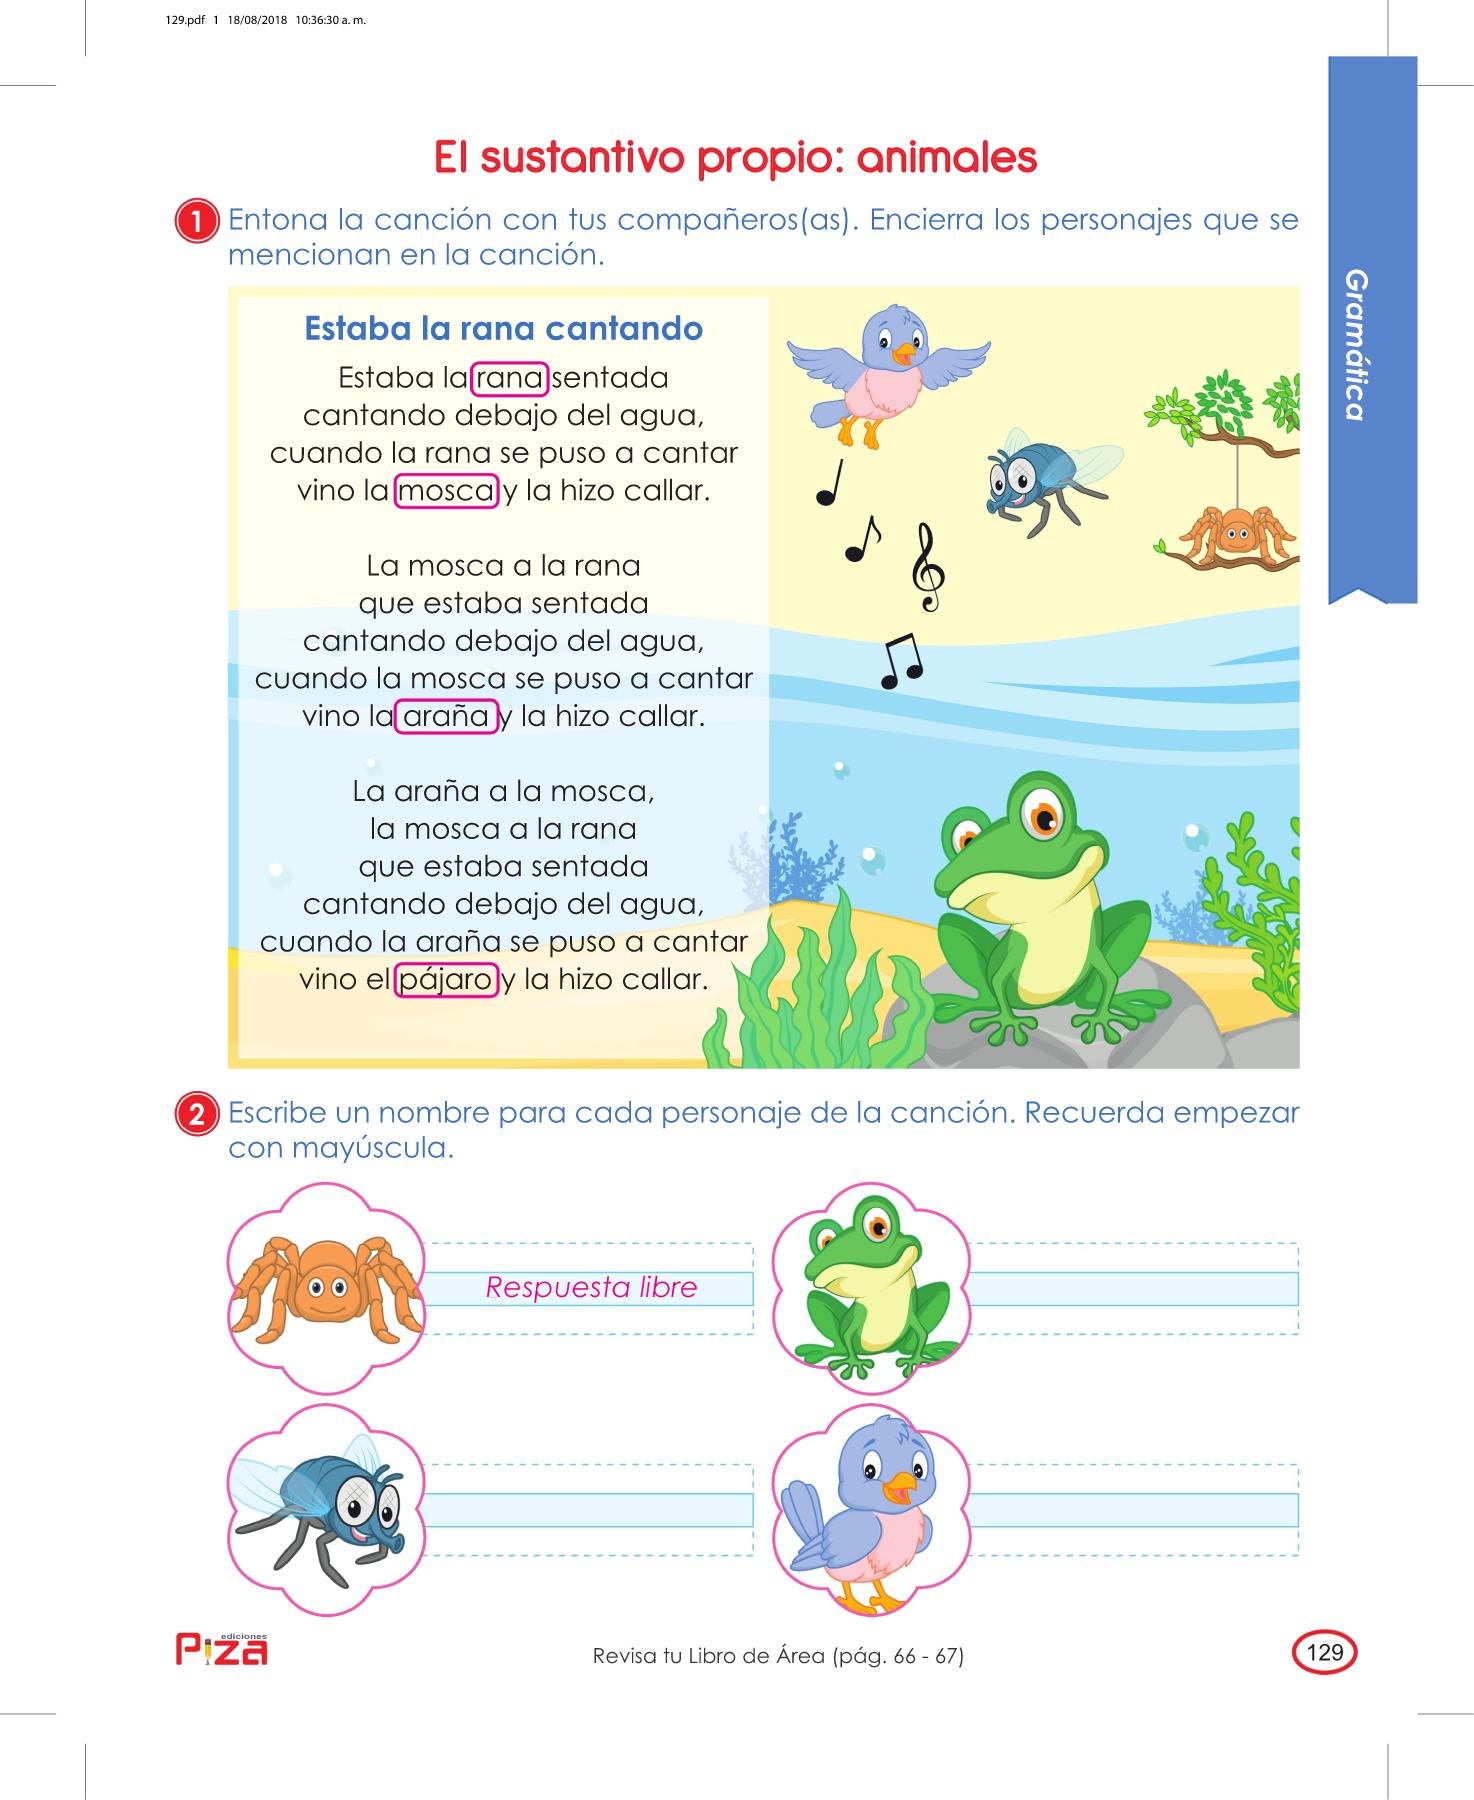 129.pdf 1 18/08/2018 10:36:30 a. m.
El sustantivo propio: animales
1 Entona la canción con tus compañeros(as). Encierra los personajes que se
mencionan en la canción.
Gramática
Estaba la rana cantando
Estaba la rana sentada
cantando debajo del agua,
cuando la rana se puso a cantar
vino la mosca y la hizo callar.
La mosca a la rana
que estaba sentada
cantando debajo del agua,
cuando la mosca se puso a cantar
vino la araña y la hizo callar.
La araña a la mosca,
la mosca a la rana
que estaba sentada
cantando debajo del agua,
cuando la araña se puso a cantar
vino el pájaro y la hizo callar.
2 Escribe un nombre para cada personaje de la canción. Recuerda empezar
con mayúscula.
Respuesta libre
ediciones
Piza
Revisa tu Libro de Área (pág. 66 - 67)
129